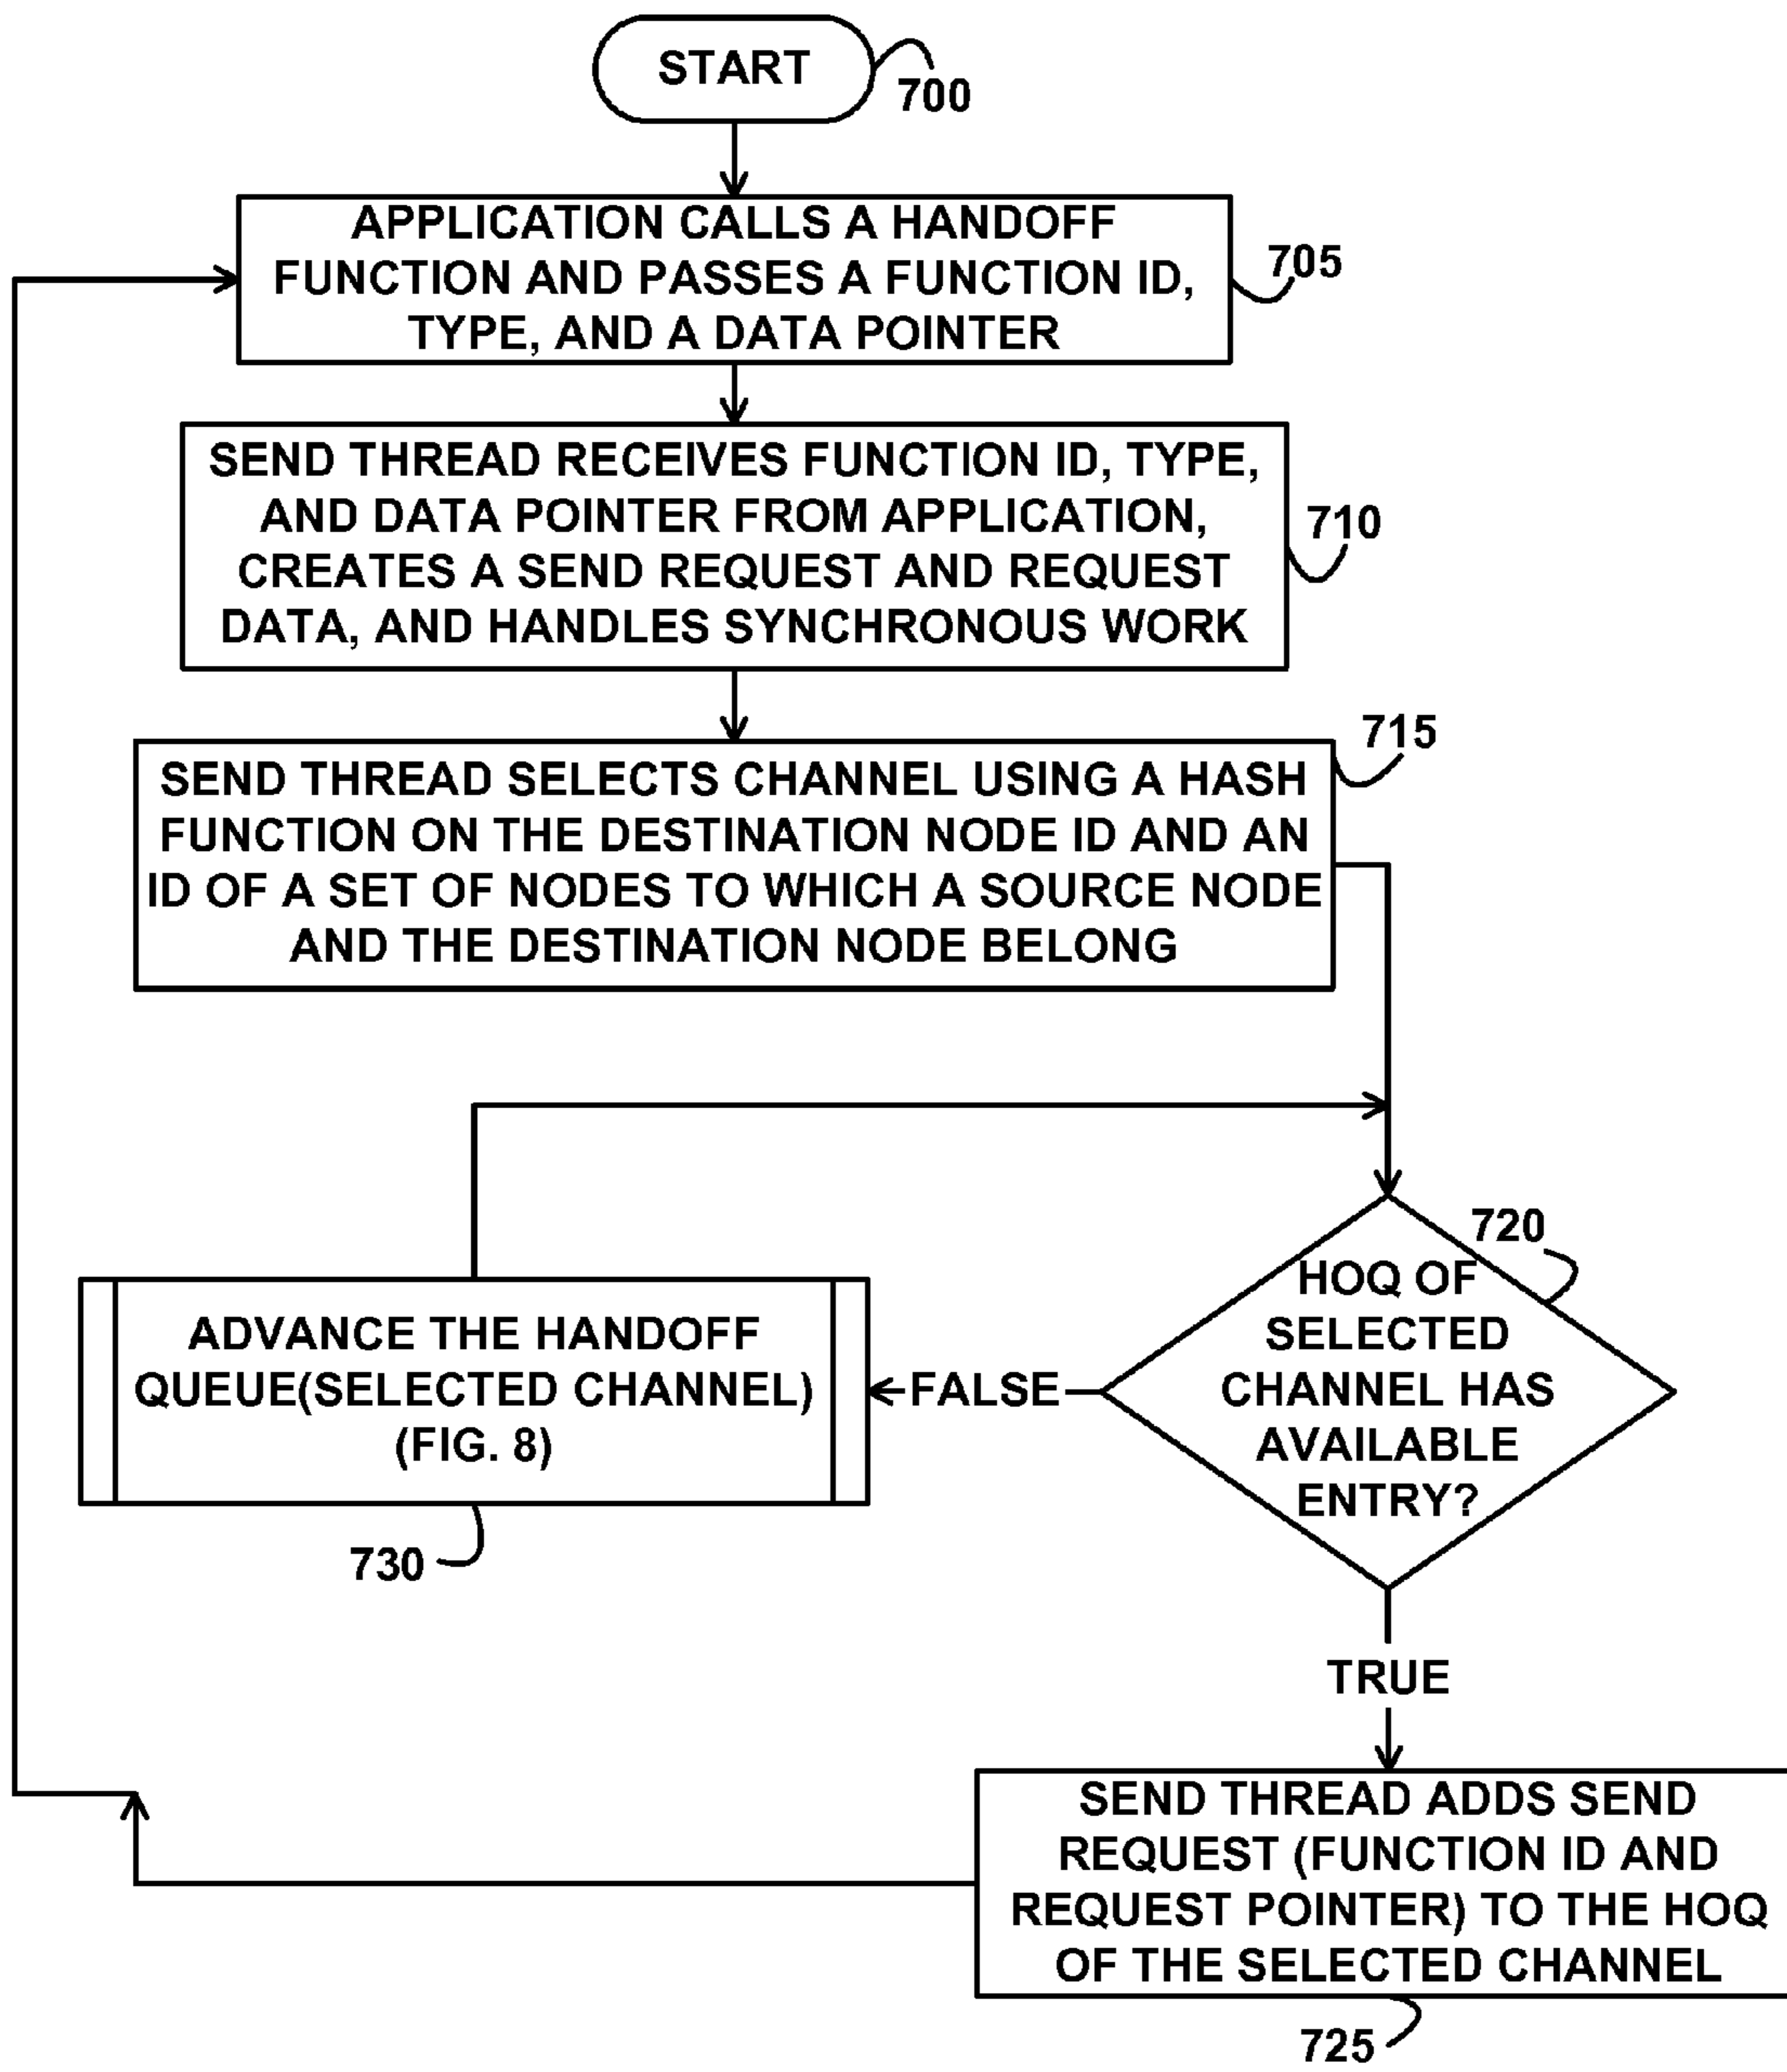 START
700
APPLICATION CALLS A HANDOFF
FUNCTION AND PASSES A FUNCTION ID,
TYPE, AND A DATA POINTER
705
SEND THREAD RECEIVES FUNCTION ID, TYPE,
AND DATA POINTER FROM APPLICATION,
CREATES A SEND REQUEST AND REQUEST
DATA, AND HANDLES SYNCHRONOUS WORK
710
715
SEND THREAD SELECTS CHANNEL USING A HASH
FUNCTION ON THE DESTINATION NODE ID AND AN
ID OF A SET OF NODES TO WHICH A SOURCE NODE
AND THE DESTINATION NODE BELONG
720
HOQ OF
SELECTED
CHANNEL HAS
AVAILABLE
ENTRY?
FALSE
ADVANCE THE HANDOFF
QUEUE(SELECTED CHANNEL)
(FIG. 8)
730
TRUE
SEND THREAD ADDS SEND
REQUEST (FUNCTION ID AND
REQUEST POINTER) TO THE HOQ
OF THE SELECTED CHANNEL
725